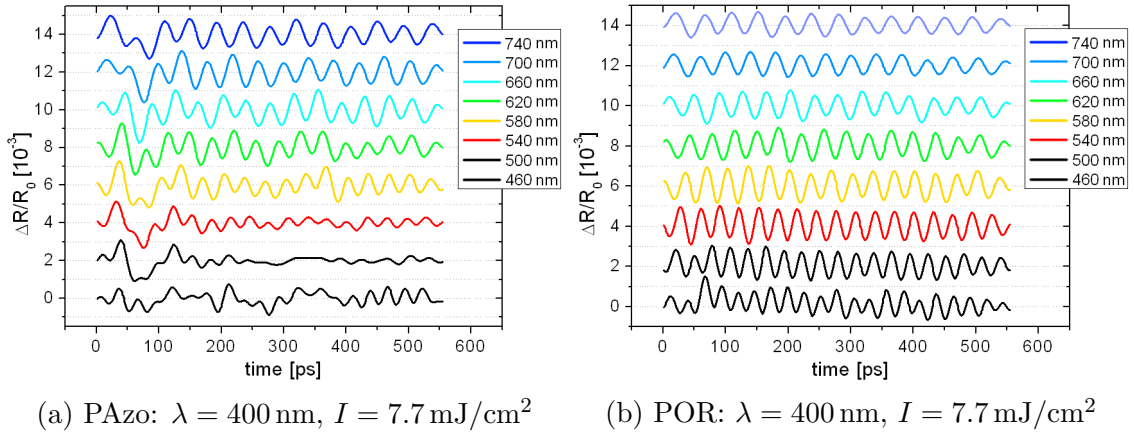 14
12
10
8
6
4
2
0
ΔR/R₀ [10⁻³]
0 100 200 300 400 500 600
time [ps]
740 nm
700 nm
660 nm
620 nm
580 nm
540 nm
500 nm
460 nm
(a) PAzo: λ = 400 nm, I = 7.7 mJ/cm²
14
12
10
8
6
4
2
0
ΔR/R₀ [10⁻³]
0 100 200 300 400 500 600
time [ps]
740 nm
700 nm
660 nm
620 nm
580 nm
540 nm
500 nm
460 nm
(b) POR: λ = 400 nm, I = 7.7 mJ/cm²